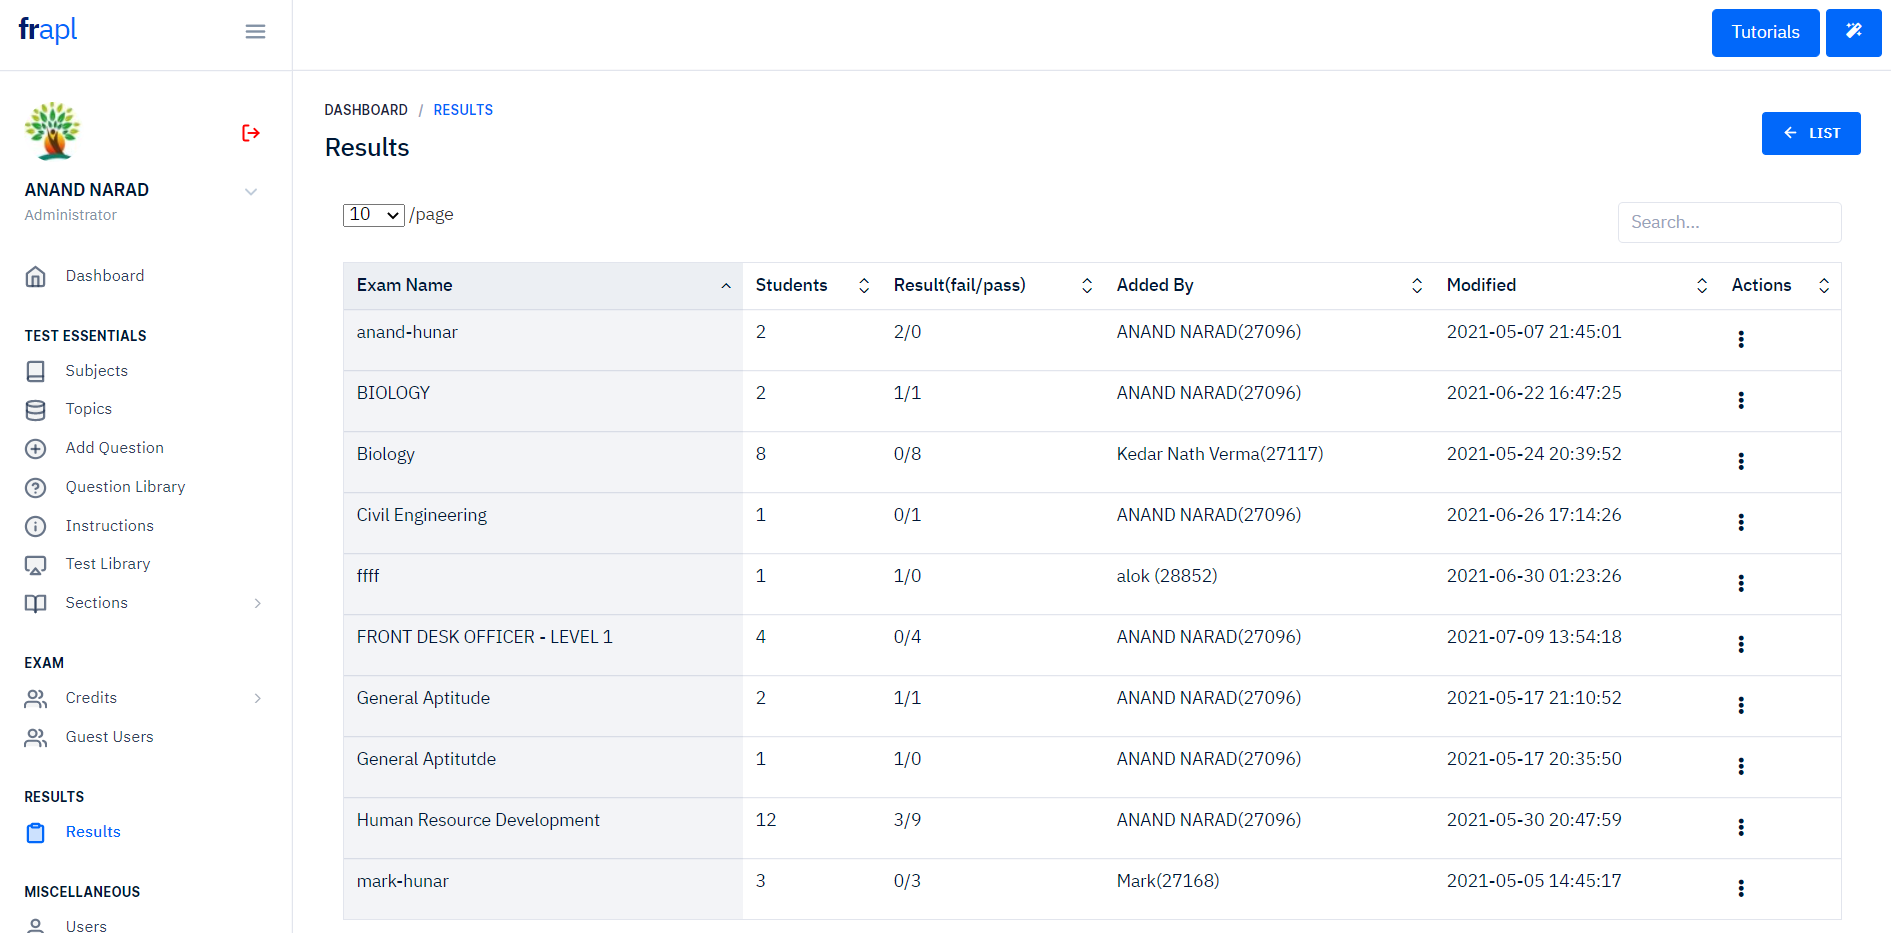 frapl
Tutorials
ANAND NARAD
Administrator
Dashboard
TEST ESSENTIALS
Subjects
Topics
Add Question
Question Library
Instructions
Test Library
Sections
EXAM
Credits
Guest Users
RESULTS
Results
MISCELLANEOUS
Users
DASHBOARD / RESULTS
Results
LIST
10 /page
Search...
Exam Name Students Result(fail/pass) Added By Modified Actions
anand-hunar 2 2/0 ANAND NARAD(27096) 2021-05-07 21:45:01
BIOLOGY 2 1/1 ANAND NARAD(27096) 2021-06-22 16:47:25
Biology 8 0/8 Kedar Nath Verma(27117) 2021-05-24 20:39:52
Civil Engineering 1 0/1 ANAND NARAD(27096) 2021-06-26 17:14:26
ffff 1 1/0 alok (28852) 2021-06-30 01:23:26
FRONT DESK OFFICER - LEVEL 1 4 0/4 ANAND NARAD(27096) 2021-07-09 13:54:18
General Aptitude 2 1/1 ANAND NARAD(27096) 2021-05-17 21:10:52
General Aptitutde 1 1/0 ANAND NARAD(27096) 2021-05-17 20:35:50
Human Resource Development 12 3/9 ANAND NARAD(27096) 2021-05-30 20:47:59
mark-hunar 3 0/3 Mark(27168) 2021-05-05 14:45:17